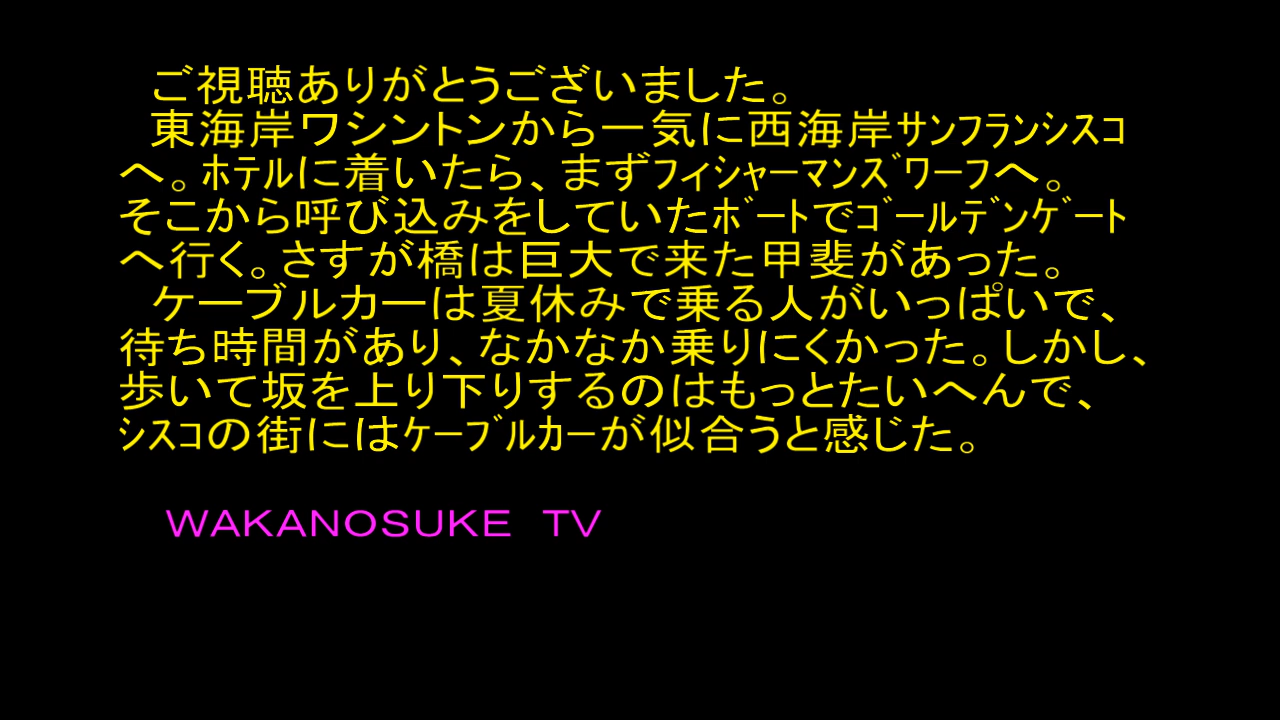 ご視聴ありがとうございました。
東海岸ワシントンから一気に西海岸ｻﾝﾌﾗﾝｼｽｺ
へ。ﾎﾃﾙに着いたら、まずﾌｨｼｬｰﾏﾝｽﾞﾜｰﾌへ。
そこから呼び込みをしていたﾎﾞｰﾄでｺﾞｰﾙﾃﾞﾝｹﾞｰﾄ
へ行く。さすが橋は巨大で来た甲斐があった。
ケーブルカーは夏休みで乗る人がいっぱいで、
待ち時間があり、なかなか乗りにくかった。しかし、
歩いて坂を上り下りするのはもっとたいへんで、
ｼｽｺの街にはｹｰﾌﾞﾙｶｰが似合うと感じた。
WAKANOSUKE TV